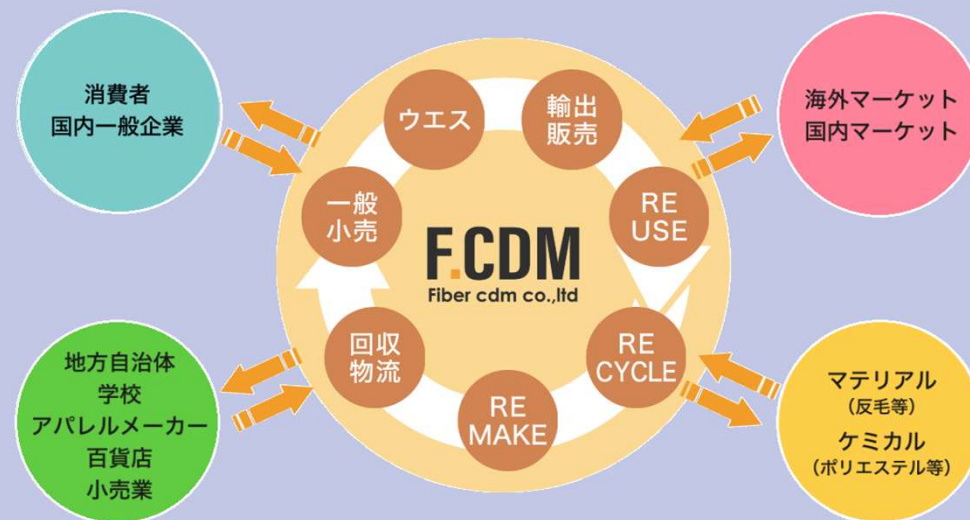 消費者
国内一般企業
ウエス
輸出
販売
海外マーケット
国内マーケット
一般
小売
RE
USE
F.CDM
Fiber cdm co.,ltd
回収
物流
RE
CYCLE
RE
MAKE
地方自治体
学校
アパレルメーカー
百貨店
小売業
マテリアル
(反毛等)
ケミカル
(ポリエステル等)